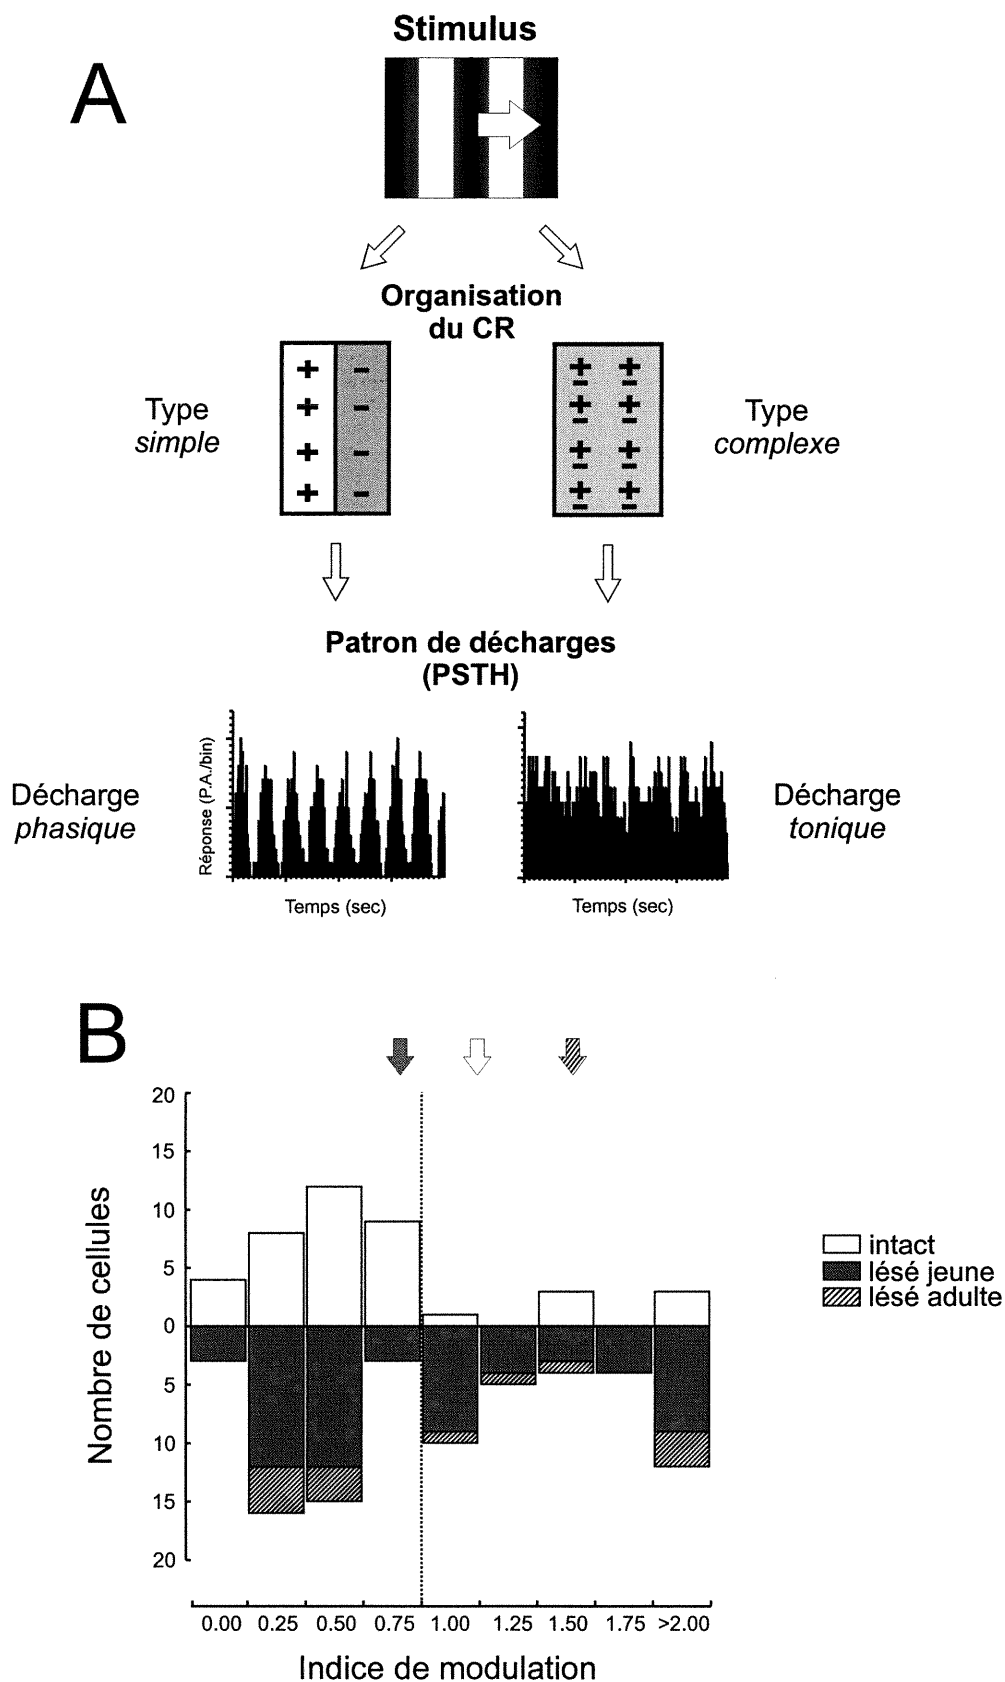 Stimulus
A
Organisation
du CR
+ -
+ -
+ -
+ -
Type
simple
+ +
- -
+ +
- -
+ +
- -
+ +
- -
Type
complexe
Patron de décharges
(PSTH)
Décharge
phasique
Réponse (P.A./bin)
Temps (sec)
Temps (sec)
Décharge
tonique
B
Nombre de cellules
20
15
10
5
0
5
10
15
20
0.00 0.25 0.50 0.75 1.00 1.25 1.50 1.75 >2.00
Indice de modulation
intact
lésé jeune
lésé adulte